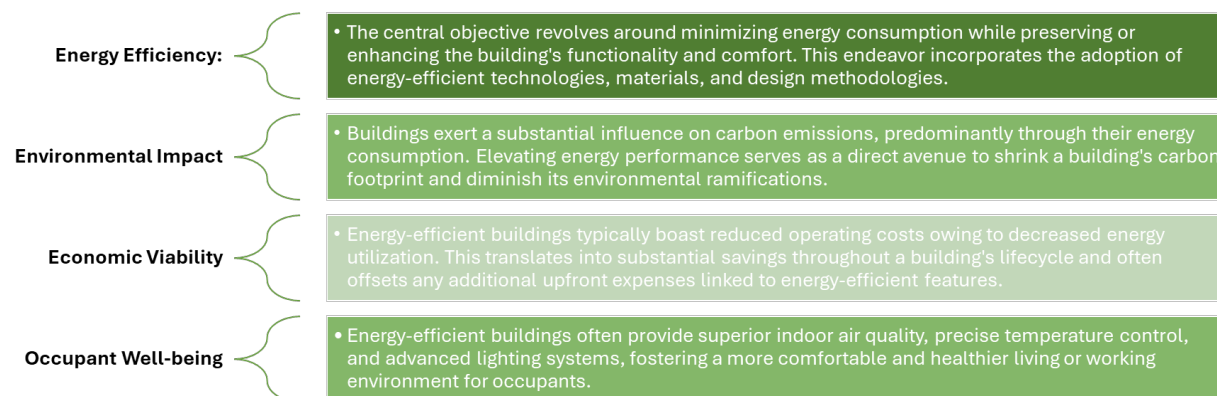 Energy Efficiency:
• The central objective revolves around minimizing energy consumption while preserving or
enhancing the building's functionality and comfort. This endeavor incorporates the adoption of
energy-efficient technologies, materials, and design methodologies.
Environmental Impact
• Buildings exert a substantial influence on carbon emissions, predominantly through their energy
consumption. Elevating energy performance serves as a direct avenue to shrink a building's carbon
footprint and diminish its environmental ramifications.
Economic Viability
• Energy-efficient buildings typically boast reduced operating costs owing to decreased energy
utilization. This translates into substantial savings throughout a building's lifecycle and often
offsets any additional upfront expenses linked to energy-efficient features.
Occupant Well-being
• Energy-efficient buildings often provide superior indoor air quality, precise temperature control,
and advanced lighting systems, fostering a more comfortable and healthier living or working
environment for occupants.